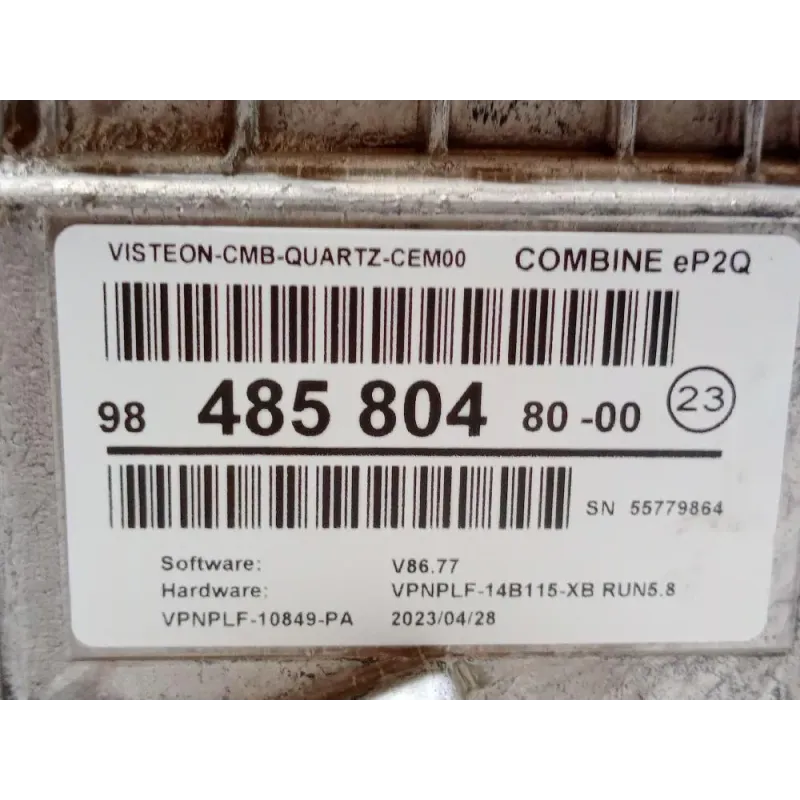 VISTEON-CMB-QUARTZ-CEM00 COMBINE eP2Q
98 485 804 80 -00 23
SN 55779864
Software: V86.77
Hardware: VPNPLF-14B115-XB RUN5.8
VPNPLF-10849-PA 2023/04/28